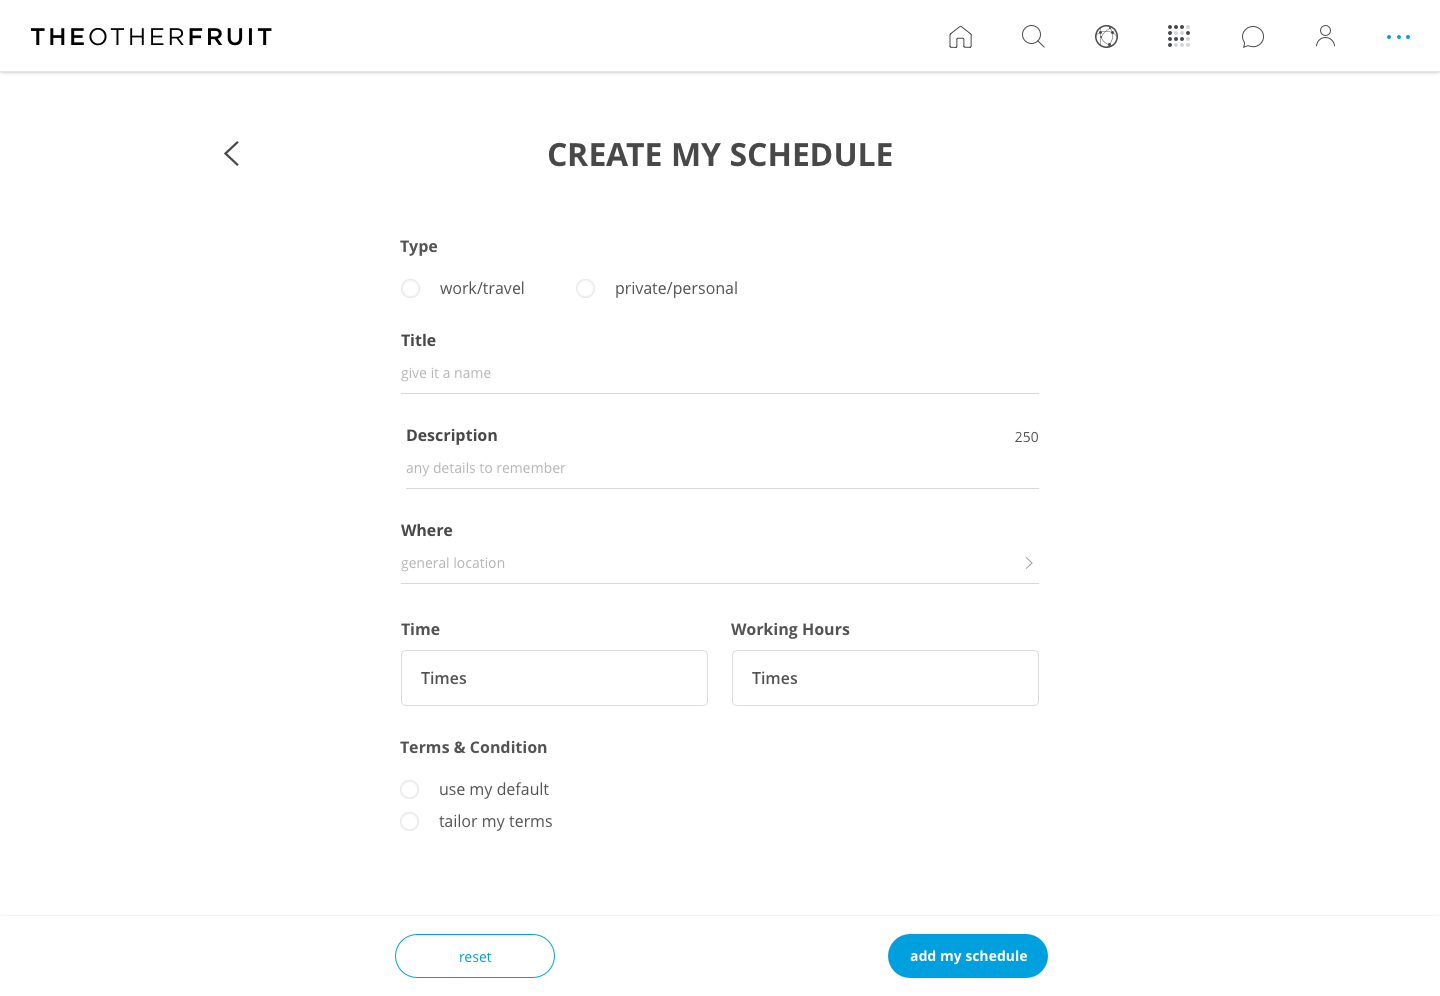 THEOTHERFRUIT
CREATE MY SCHEDULE
Type
work/travel private/personal
Title
give it a name
Description 250
any details to remember
Where
general location
Time Working Hours
Times Times
Terms & Condition
use my default
tailor my terms
reset add my schedule